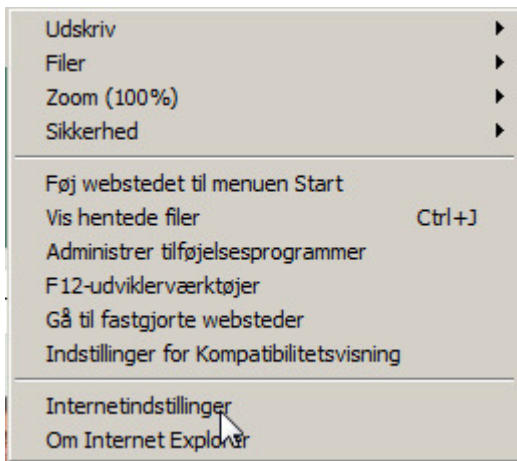 Udskriv
Filer
Zoom (100%)
Sikkerhed
Føj webstedet til menuen Start
Vis hentede filer Ctrl+J
Administrer tilføjelsesprogrammer
F12-udviklerværktøjer
Gå til fastgjorte websteder
Indstillinger for Kompatibilitetsvisning
Internetindstillinger
Om Internet Explorer